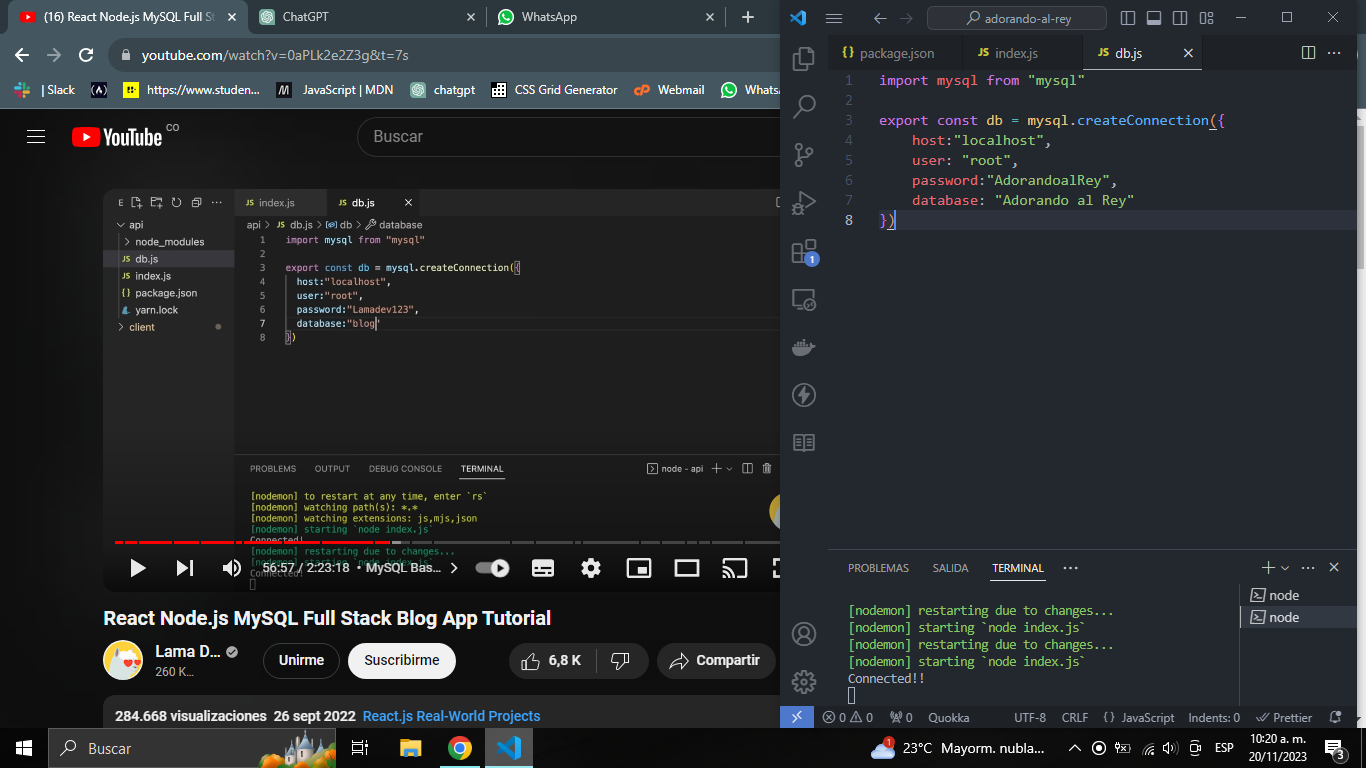 (16) React Node.js MySQL Full St
ChatGPT
WhatsApp
youtube.com/watch?v=0aPLk2e2Z3g&t=7s
| Slack
https://www.studen...
JavaScript | MDN
chatgpt
CSS Grid Generator
Webmail
Whats
YouTube CO
Buscar
E
index.js
db.js
api
node_modules
JS db.js
JS index.js
{} package.json
yarn.lock
client
api > JS db.js > db > database
1 import mysql from "mysql"
2
3 export const db = mysql.createConnection({
4 host:"localhost",
5 user:"root",
6 password:"Lamadev123",
7 database:"blog"
8 })
PROBLEMS OUTPUT DEBUG CONSOLE TERMINAL
node - api
[nodemon] to restart at any time, enter `rs`
[nodemon] watching path(s): *.*
[nodemon] watching extensions: js,mjs,json
[nodemon] starting `node index.js`
Connected!
[nodemon] restarting due to changes...
[nodemon] starting `node index.js`
Connected!
56:57 / 2:23:18 • MySQL Bas...
React Node.js MySQL Full Stack Blog App Tutorial
Lama D...
260 K...
Unirme
Suscribirme
6,8 K
Compartir
284.668 visualizaciones 26 sept 2022 React.js Real-World Projects
adorando-al-rey
{} package.json
JS index.js
JS db.js
1 import mysql from "mysql"
2
3 export const db = mysql.createConnection({
4 host:"localhost",
5 user: "root",
6 password:"AdorandoalRey",
7 database: "Adorando al Rey"
8 })
1
PROBLEMAS SALIDA TERMINAL
[nodemon] restarting due to changes...
[nodemon] starting `node index.js`
[nodemon] restarting due to changes...
[nodemon] starting `node index.js`
Connected!!
node
node
0 0 0 Quokka UTF-8 CRLF {} JavaScript Indents: 0 Prettier
Buscar
1
23°C Mayorm. nubla...
ESP
10:20 a. m.
20/11/2023
3